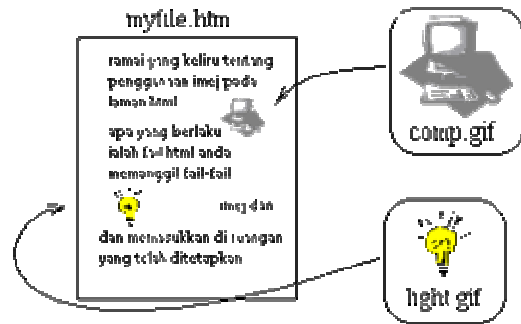 myfile.htm
ramai yang keliru tentang
penggunaan imej pada
laman html
apa yang berlaku
ialah fail html anda
memanggil fail-fail
imej dan
dan memasukkan di ruangan
yang telah ditetapkan
comp.gif
light gif